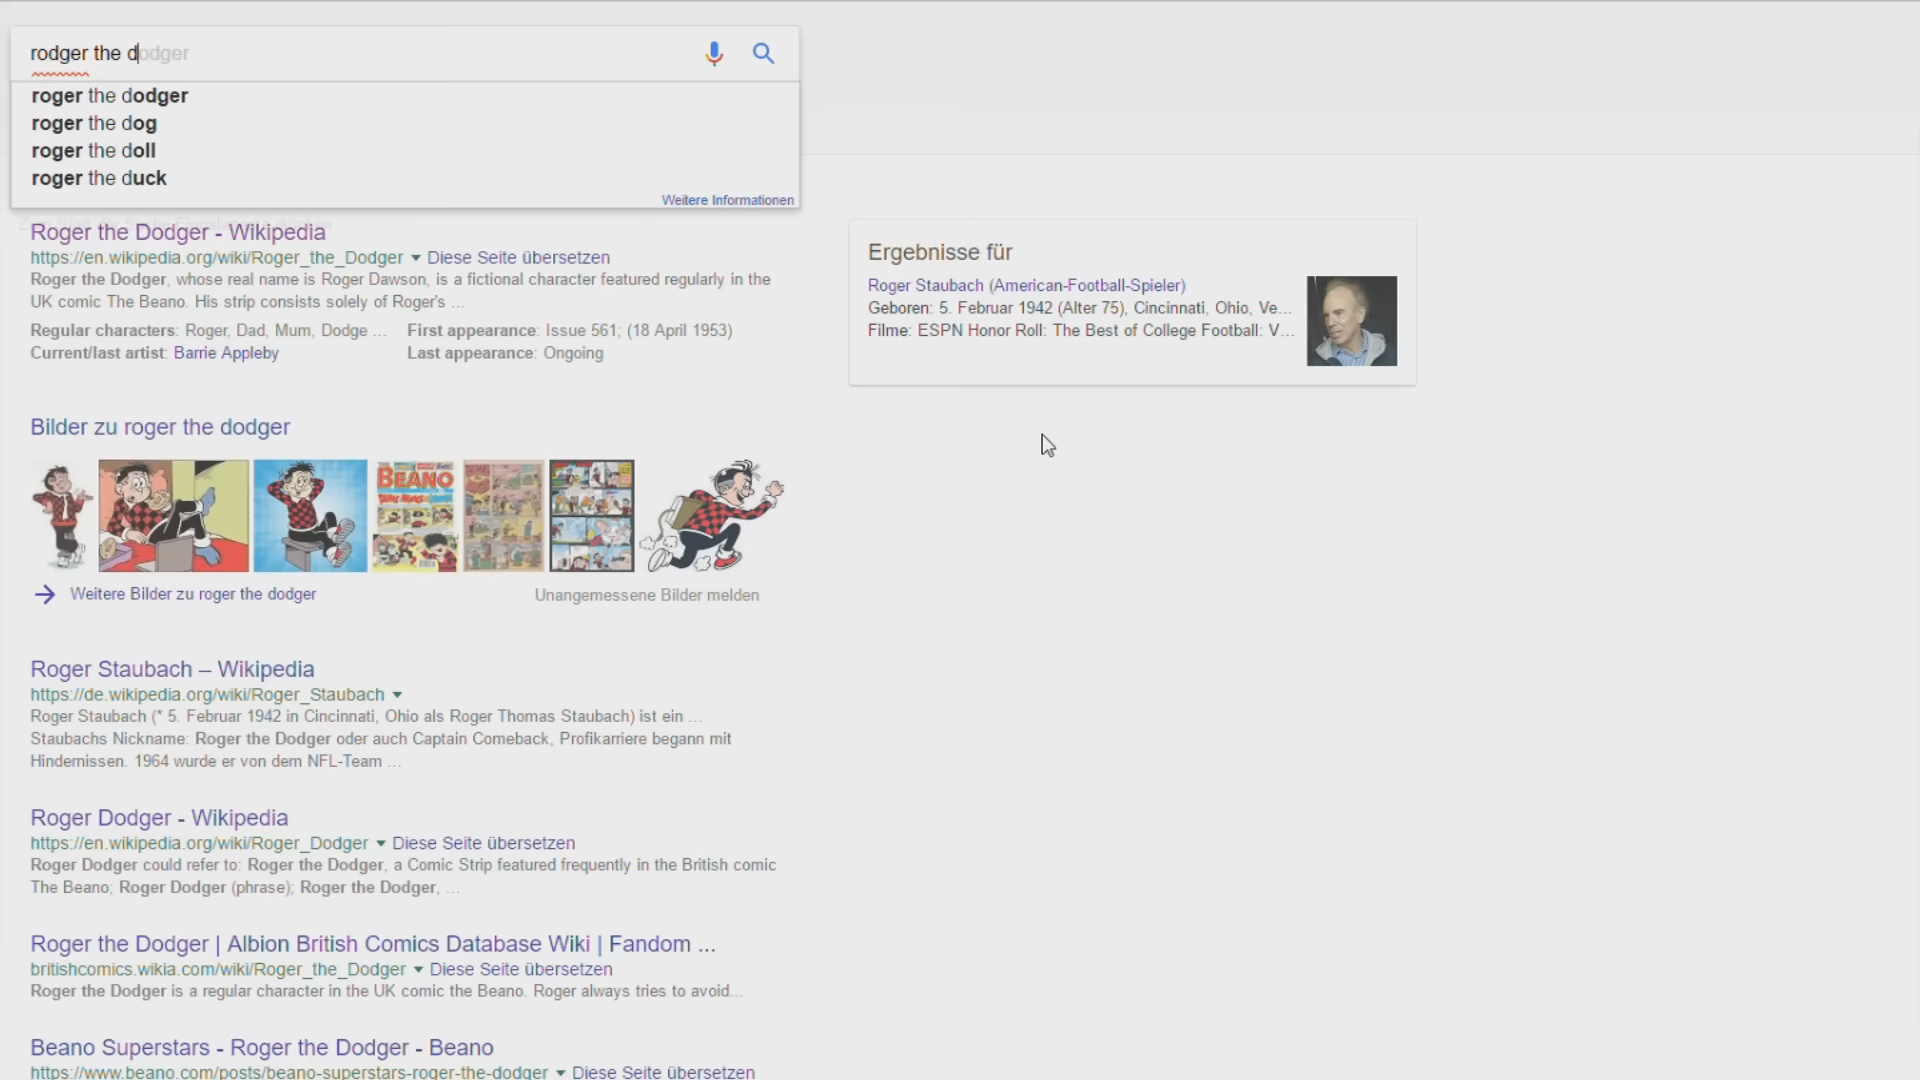 rodger the dodger
roger the dodger
roger the dog
roger the doll
roger the duck
Weitere Informationen
Roger the Dodger - Wikipedia
https://en.wikipedia.org/wiki/Roger_the_Dodger Diese Seite übersetzen
Roger the Dodger, whose real name is Roger Dawson, is a fictional character featured regularly in the
UK comic The Beano. His strip consists solely of Roger's ...
Regular characters: Roger, Dad, Mum, Dodge ... First appearance: Issue 561; (18 April 1953)
Current/last artist: Barrie Appleby Last appearance: Ongoing
Ergebnisse für
Roger Staubach (American-Football-Spieler)
Geboren: 5. Februar 1942 (Alter 75), Cincinnati, Ohio, Ve...
Filme: ESPN Honor Roll: The Best of College Football: V...
Bilder zu roger the dodger
BEANO
Weitere Bilder zu roger the dodger
Unangemessene Bilder melden
Roger Staubach – Wikipedia
https://de.wikipedia.org/wiki/Roger_Staubach
Roger Staubach (* 5. Februar 1942 in Cincinnati, Ohio als Roger Thomas Staubach) ist ein ...
Staubachs Nickname: Roger the Dodger oder auch Captain Comeback, Profikarriere begann mit
Hindernissen. 1964 wurde er von dem NFL-Team ...
Roger Dodger - Wikipedia
https://en.wikipedia.org/wiki/Roger_Dodger Diese Seite übersetzen
Roger Dodger could refer to: Roger the Dodger, a Comic Strip featured frequently in the British comic
The Beano; Roger Dodger (phrase); Roger the Dodger, ...
Roger the Dodger | Albion British Comics Database Wiki | Fandom ...
britishcomics.wikia.com/wiki/Roger_the_Dodger Diese Seite übersetzen
Roger the Dodger is a regular character in the UK comic the Beano. Roger always tries to avoid...
Beano Superstars - Roger the Dodger - Beano
https://www.beano.com/posts/beano-superstars-roger-the-dodger Diese Seite übersetzen